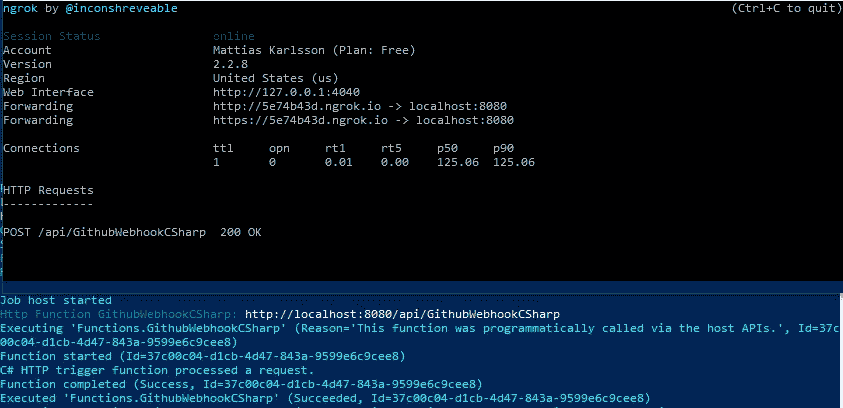 ngrok by @inconshreveable (Ctrl+C to quit)
Session Status online
Account Mattias Karlsson (Plan: Free)
Version 2.2.8
Region United States (us)
Web Interface http://127.0.0.1:4040
Forwarding http://5e74b43d.ngrok.io -> localhost:8080
Forwarding https://5e74b43d.ngrok.io -> localhost:8080
Connections ttl opn rt1 rt5 p50 p90
1 0 0.01 0.00 125.06 125.06
HTTP Requests
-------------
POST /api/GithubWebhookCSharp 200 OK
Job host started
Http Function GithubWebhookCSharp: http://localhost:8080/api/GithubWebhookCSharp
Executing 'Functions.GithubWebhookCSharp' (Reason='This function was programmatically called via the host APIs.', Id=37c
00c04-d1cb-4d47-843a-9599e6c9cee8)
Function started (Id=37c00c04-d1cb-4d47-843a-9599e6c9cee8)
C# HTTP trigger function processed a request.
Function completed (Success, Id=37c00c04-d1cb-4d47-843a-9599e6c9cee8)
Executed 'Functions.GithubWebhookCSharp' (Succeeded, Id=37c00c04-d1cb-4d47-843a-9599e6c9cee8)